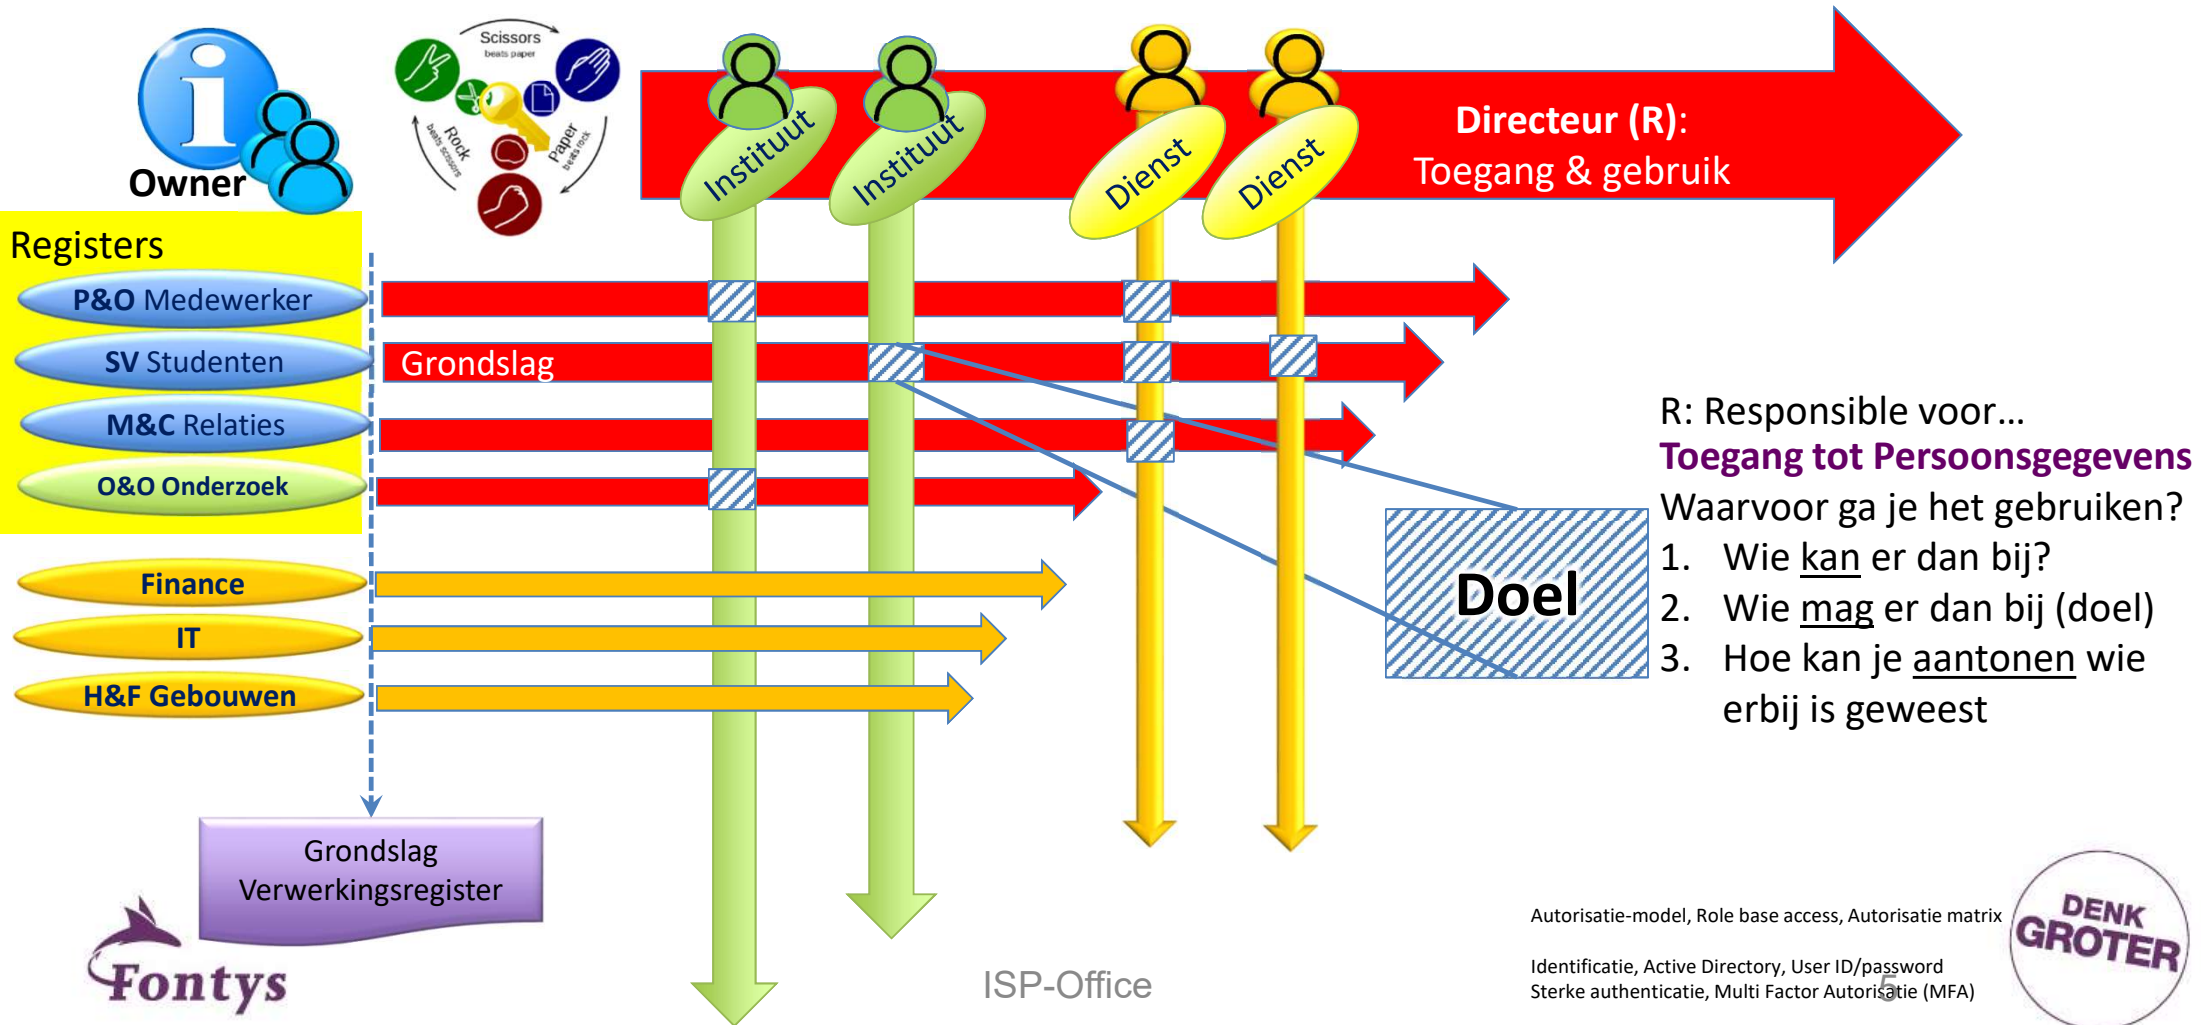 Scissors
beats paper
Rock
beats scissors
Paper
beats rock
Owner
Instituut
Instituut
Dienst
Dienst
Directeur (R):
Toegang & gebruik
Registers
P&O Medewerker
SV Studenten
Grondslag
M&C Relaties
O&O Onderzoek
Finance
IT
H&F Gebouwen
Doel
R: Responsible voor…
Toegang tot Persoonsgegevens
Waarvoor ga je het gebruiken?
1. Wie kan er dan bij?
2. Wie mag er dan bij (doel)
3. Hoe kan je aantonen wie
erbij is geweest
Grondslag
Verwerkingsregister
Fontys
ISP-Office
Autorisatie-model, Role base access, Autorisatie matrix
Identificatie, Active Directory, User ID/password
Sterke authenticatie, Multi Factor Autorisatie (MFA)
5
DENK
GROTER